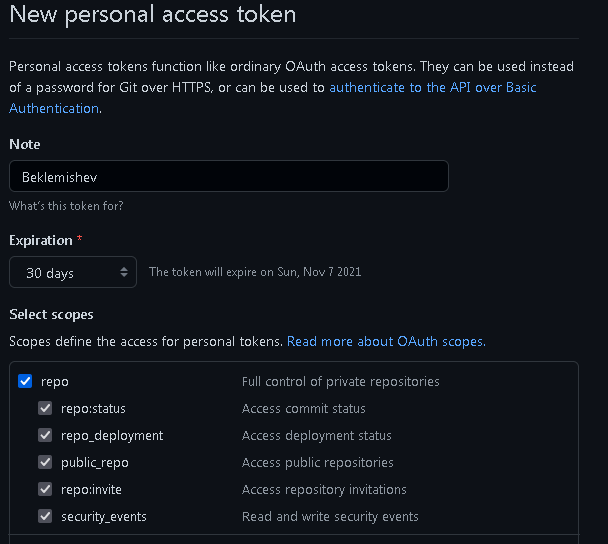 New personal access token
Personal access tokens function like ordinary OAuth access tokens. They can be used instead
of a password for Git over HTTPS, or can be used to authenticate to the API over Basic
Authentication.
Note
Beklemishev
What's this token for?
Expiration *
30 days
The token will expire on Sun, Nov 7 2021
Select scopes
Scopes define the access for personal tokens. Read more about OAuth scopes.
repo Full control of private repositories
repo:status Access commit status
repo_deployment Access deployment status
public_repo Access public repositories
repo:invite Access repository invitations
security_events Read and write security events